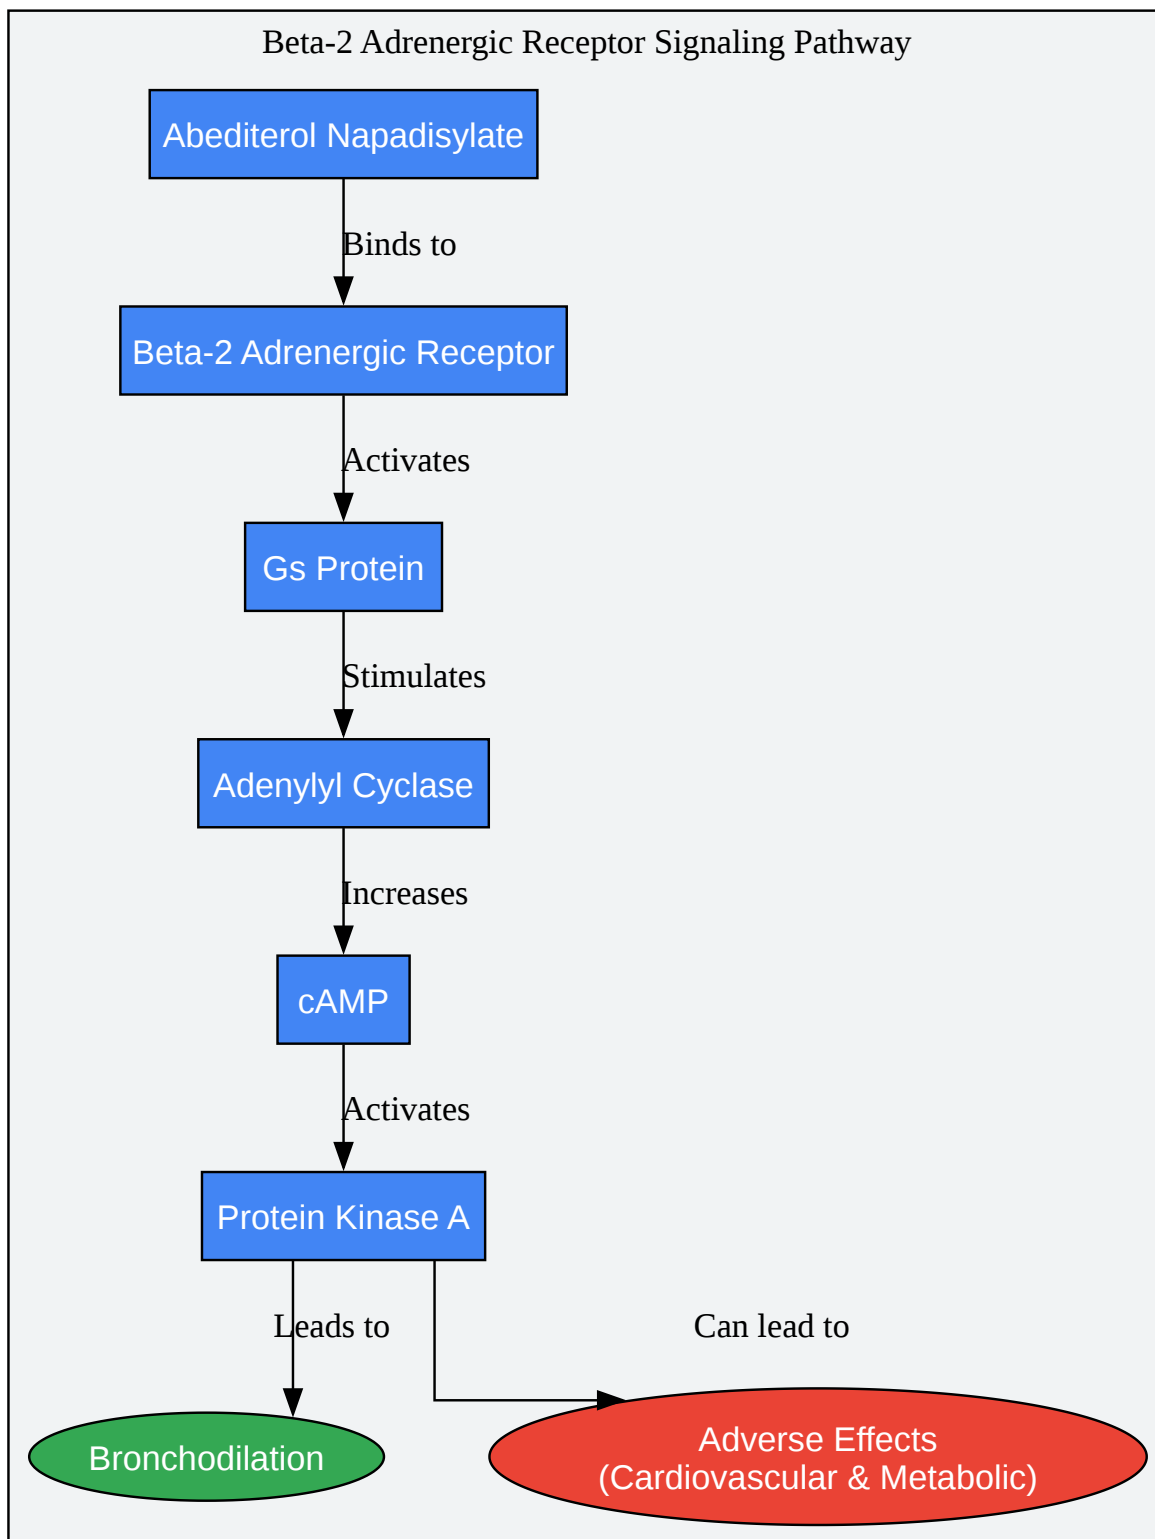 Beta-2 Adrenergic Receptor Signaling Pathway
Abediterol Napadisylate
Binds to
Beta-2 Adrenergic Receptor
Activates
Gs Protein
Stimulates
Adenylyl Cyclase
Increases
cAMP
Activates
Protein Kinase A
Leads to
Can lead to
Bronchodilation
Adverse Effects
(Cardiovascular & Metabolic)